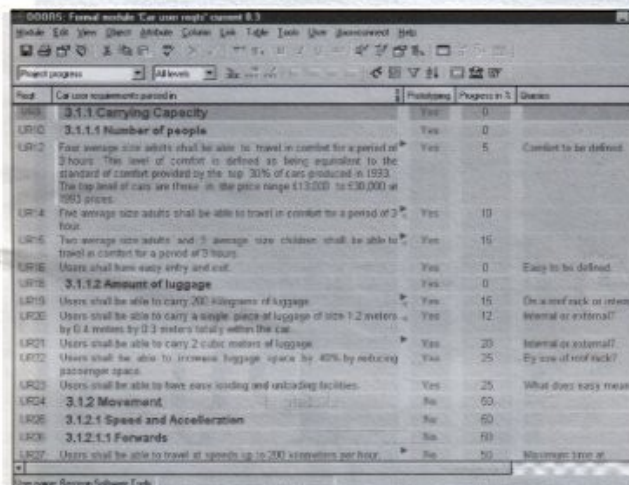 DOORS: Formal module 'Car user reqts' current 0.3
Module Edit View Object Attribute Column Link Table Tools User Help
Project progress All levels
Reqt Car user requirements parsed in Prototyping Progress in % Queries
UR9 3.1.1 Carrying Capacity Yes 0
UR10 3.1.1.1 Number of people Yes 0
UR12 Four average size adults shall be able to travel in comfort for a period of Yes 5 Comfort to be defined
3 hours. This level of comfort is defined as being equivalent to the
standard of comfort provided by the top 30% of cars produced in 1993.
The top level of cars are those in the price range £13,000 to £30,000 at
1993 prices.
UR14 Five average size adults shall be able to travel in comfort for a period of 3 Yes 10
hour.
UR15 Two average size adults and 3 average size children shall be able to Yes 15
travel in comfort for a period of 3 hours.
UR16 Users shall have easy entry and exit. Yes 0 Easy to be defined
UR18 3.1.1.2 Amount of luggage Yes 0
UR19 Users shall be able to carry 200 kilograms of luggage Yes 15 On a roof rack or intern
UR20 Users shall be able to carry a single piece of luggage of size 1.2 meters Yes 12 Internal or external?
by 0.4 meters by 0.3 meters totally within the car.
UR21 Users shall be able to carry 2 cubic meters of luggage Yes 20 Internal or external?
UR22 Users shall be able to increase luggage space by 40% by reducing Yes 25 By use of roof rack?
passenger space.
UR23 Users shall be able to have easy loading and unloading facilities. Yes 25 What does easy mean
UR24 3.1.2 Movement No 50
UR25 3.1.2.1 Speed and Accelleration No 50
UR26 3.1.2.1.1 Forwards No 50
UR27 Users shall be able to travel at speeds up to 200 kilometers per hour. No 50 Maximum time at